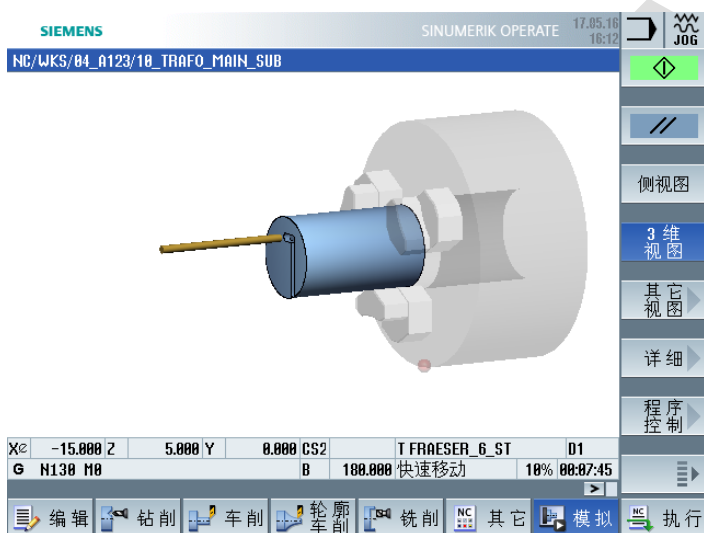 SIEMENS
SINUMERIK OPERATE
17.05.16
16:12
JOG
NC/WKS/04_A123/10_TRAFO_MAIN_SUB
侧视图
3 维
视图
其它
视图
详细
程序
控制
X∅ -15.000 Z 5.000 Y 0.000 CS2 T FRAESER_6_ST D1
G N130 M0 B 180.000 快速移动 10% 00:07:45
>
编辑
钻削
车削
轮廓
车削
铣削
NC
其它
模拟
NC
执行